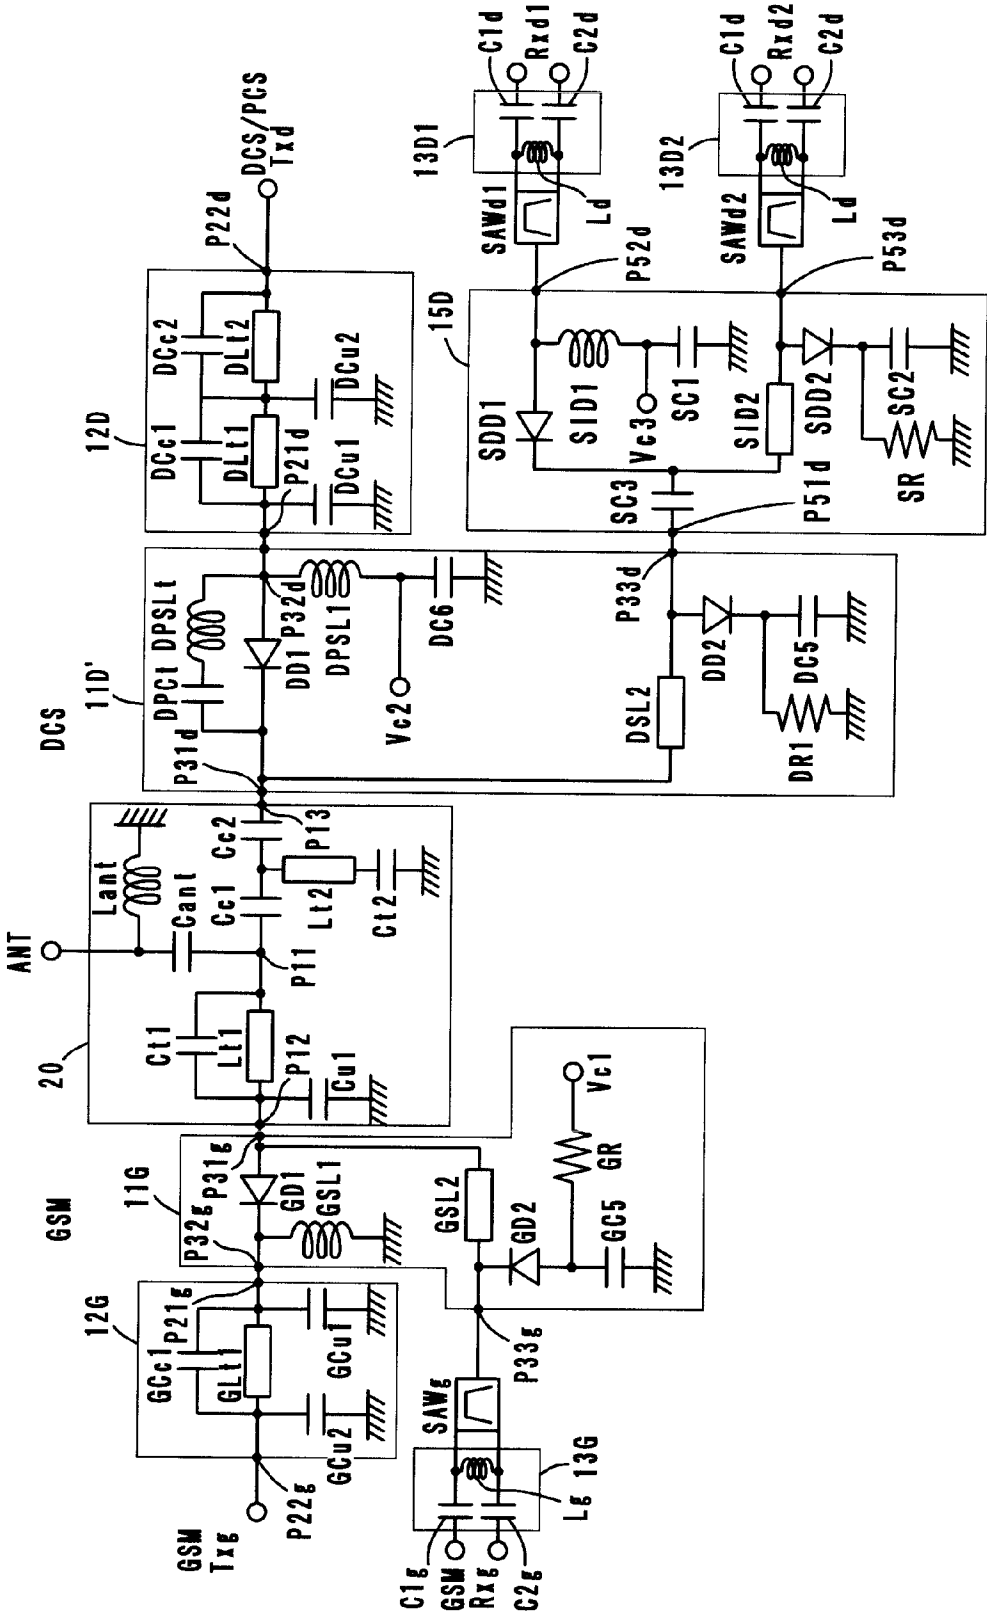 ANT
GSM
DCS
20
Lant
Cant
Ct1
Lt1
P12
Cu1
P11
Cc1
Cc2
P13
Lt2
Ct2
11G
P31g
P32g
GD1
GSL1
GSL2
GD2
GR
Vc1
GC5
P33g
12G
P21g
GCc1
GLt1
GCu1
GCu2
P22g
GSM
Txg
SAWg
13G
Lg
C1g
GSM
Rxg
C2g
11D'
P31d
DPCt
DPSLt
DD1
P32d
DPSL1
Vc2
DC6
DSL2
DD2
DR1
DC5
P33d
12D
P21d
DCc1
DLt1
DCu1
DCc2
DLt2
DCu2
P22d
DCS/PCS
Txd
15D
P51d
SC3
SDD1
SID1
Vc3
SC1
SID2
SDD2
SR
SC2
P52d
P53d
SAWd1
13D1
Ld
C1d
Rxd1
C2d
SAWd2
13D2
Ld
C1d
Rxd2
C2d